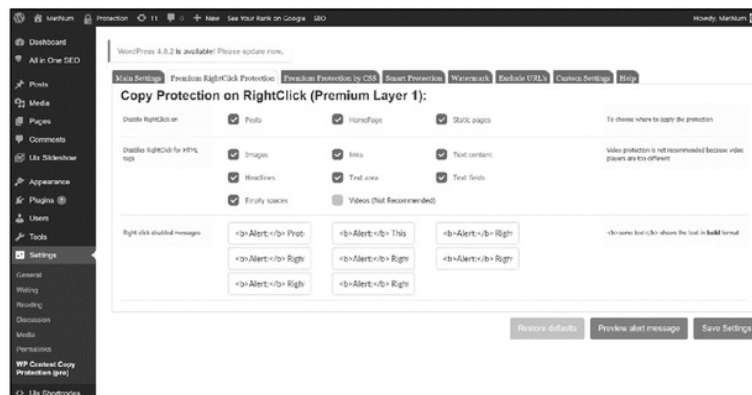 MetNum Protection 11 0 + New See Your Rank on Google SEO Howdy, MetNum
Dashboard
All in One SEO
Posts
Media
Pages
Comments
Uix Slideshow
Appearance
Plugins
Users
Tools
Settings
General
Writing
Reading
Discussion
Media
Permalinks
WP Content Copy
Protection (pro)
Uix Shortcodes
WordPress 4.8.2 is available! Please update now.
Main Settings Premium RightClick Protection Premium Protection by CSS Smart Protection Watermark Exclude URL's Custom Settings Help
Copy Protection on RightClick (Premium Layer 1):
Disable RightClick on Posts HomePage Static pages To choose where to apply the protection
Disables RightClick for HTML
tags
Images links Text content
Video protection is not recommended because video
players are too different
Headlines Text area Text fields
Empty spaces Videos (Not Recommended)
Right click disabled messages <b>Alert:</b> Prot <b>Alert:</b> This <b>Alert:</b> Righ <b>some text</b> shows the text in bold format
<b>Alert:</b> Righ <b>Alert:</b> Righ <b>Alert:</b> Righ
<b>Alert:</b> Righ <b>Alert:</b> Righ
Restore defaults Preview alert message Save Settings